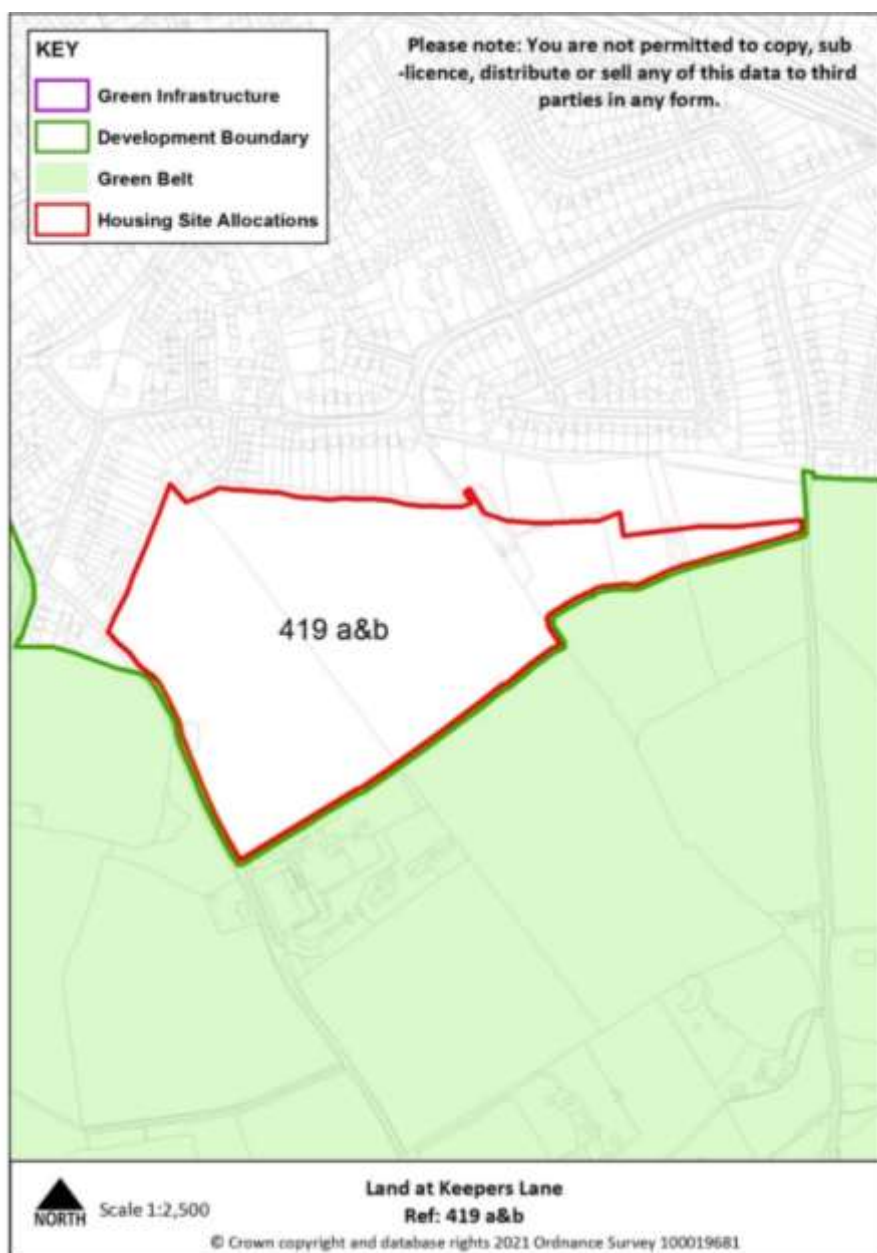 KEY
Green Infrastructure
Development Boundary
Green Belt
Housing Site Allocations
Please note: You are not permitted to copy, sub
-licence, distribute or sell any of this data to third
parties in any form.
419 a&b
NORTH
Scale 1:2,500
Land at Keepers Lane
Ref: 419 a&b
© Crown copyright and database rights 2021 Ordnance Survey 100019681